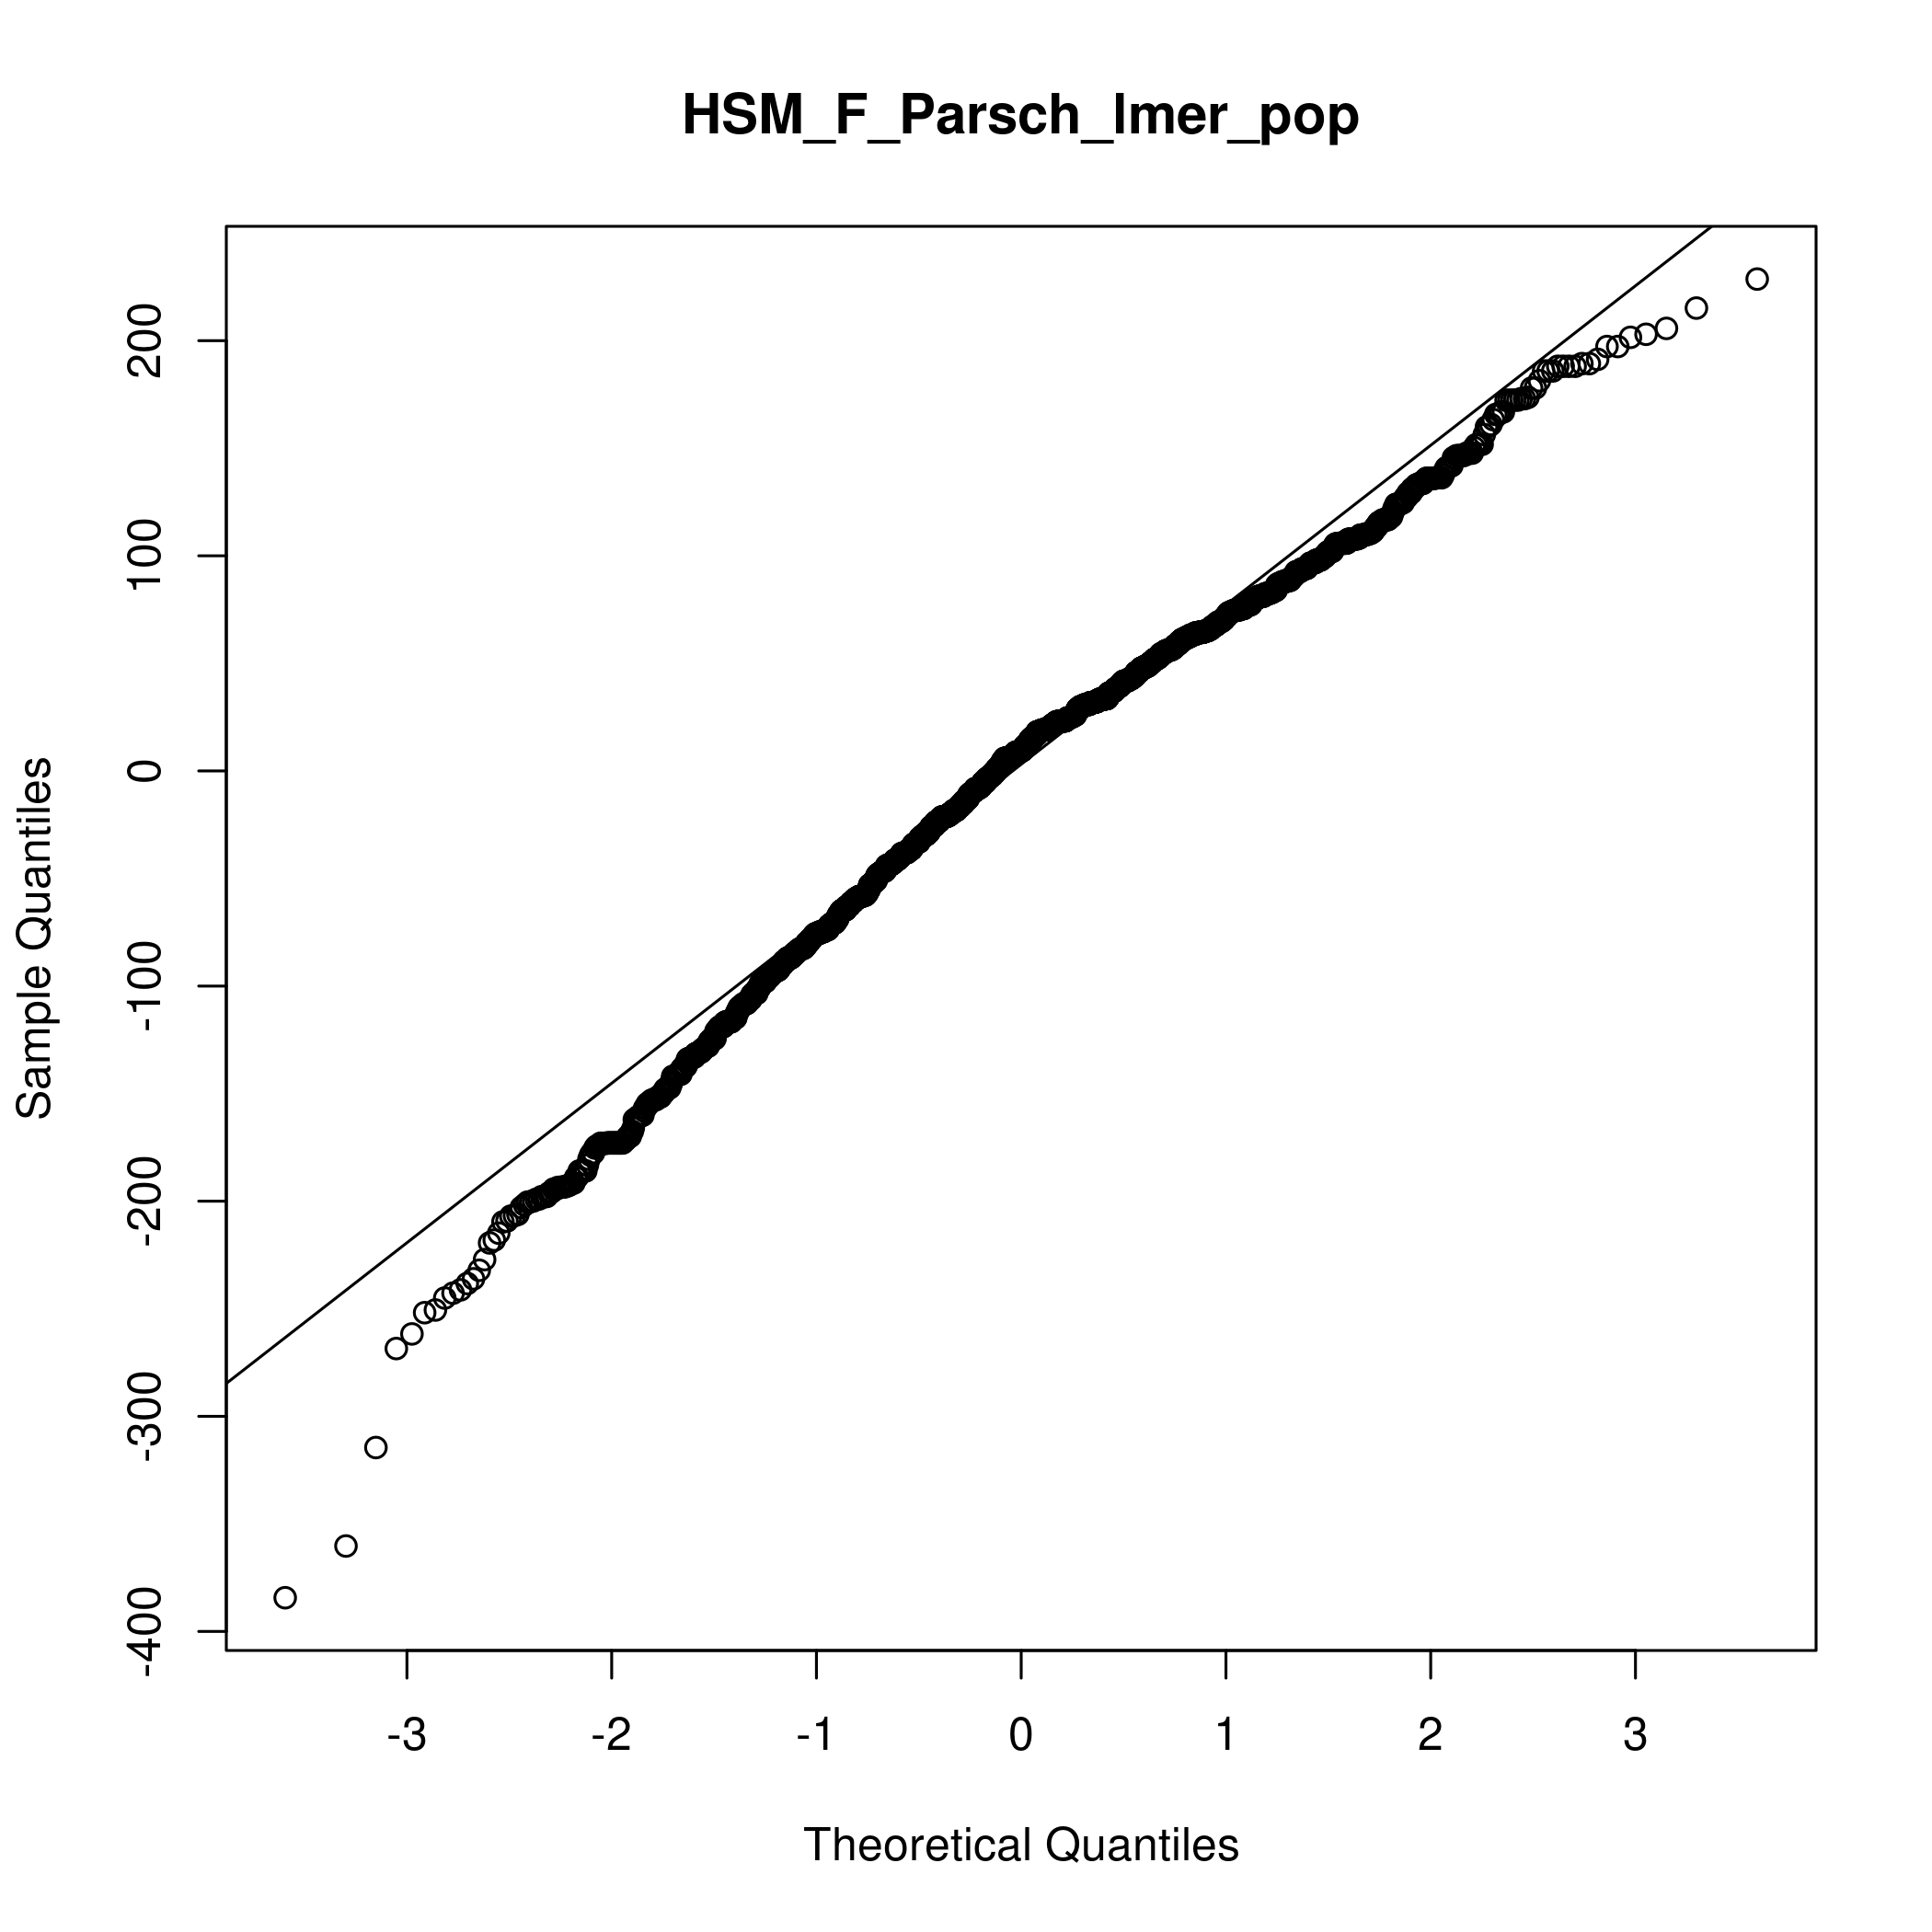 HSM_F_Parsch_lmer_pop
200
100
0
-100
-200
-300
-400
Sample Quantiles
-3 -2 -1 0 1 2 3
Theoretical Quantiles